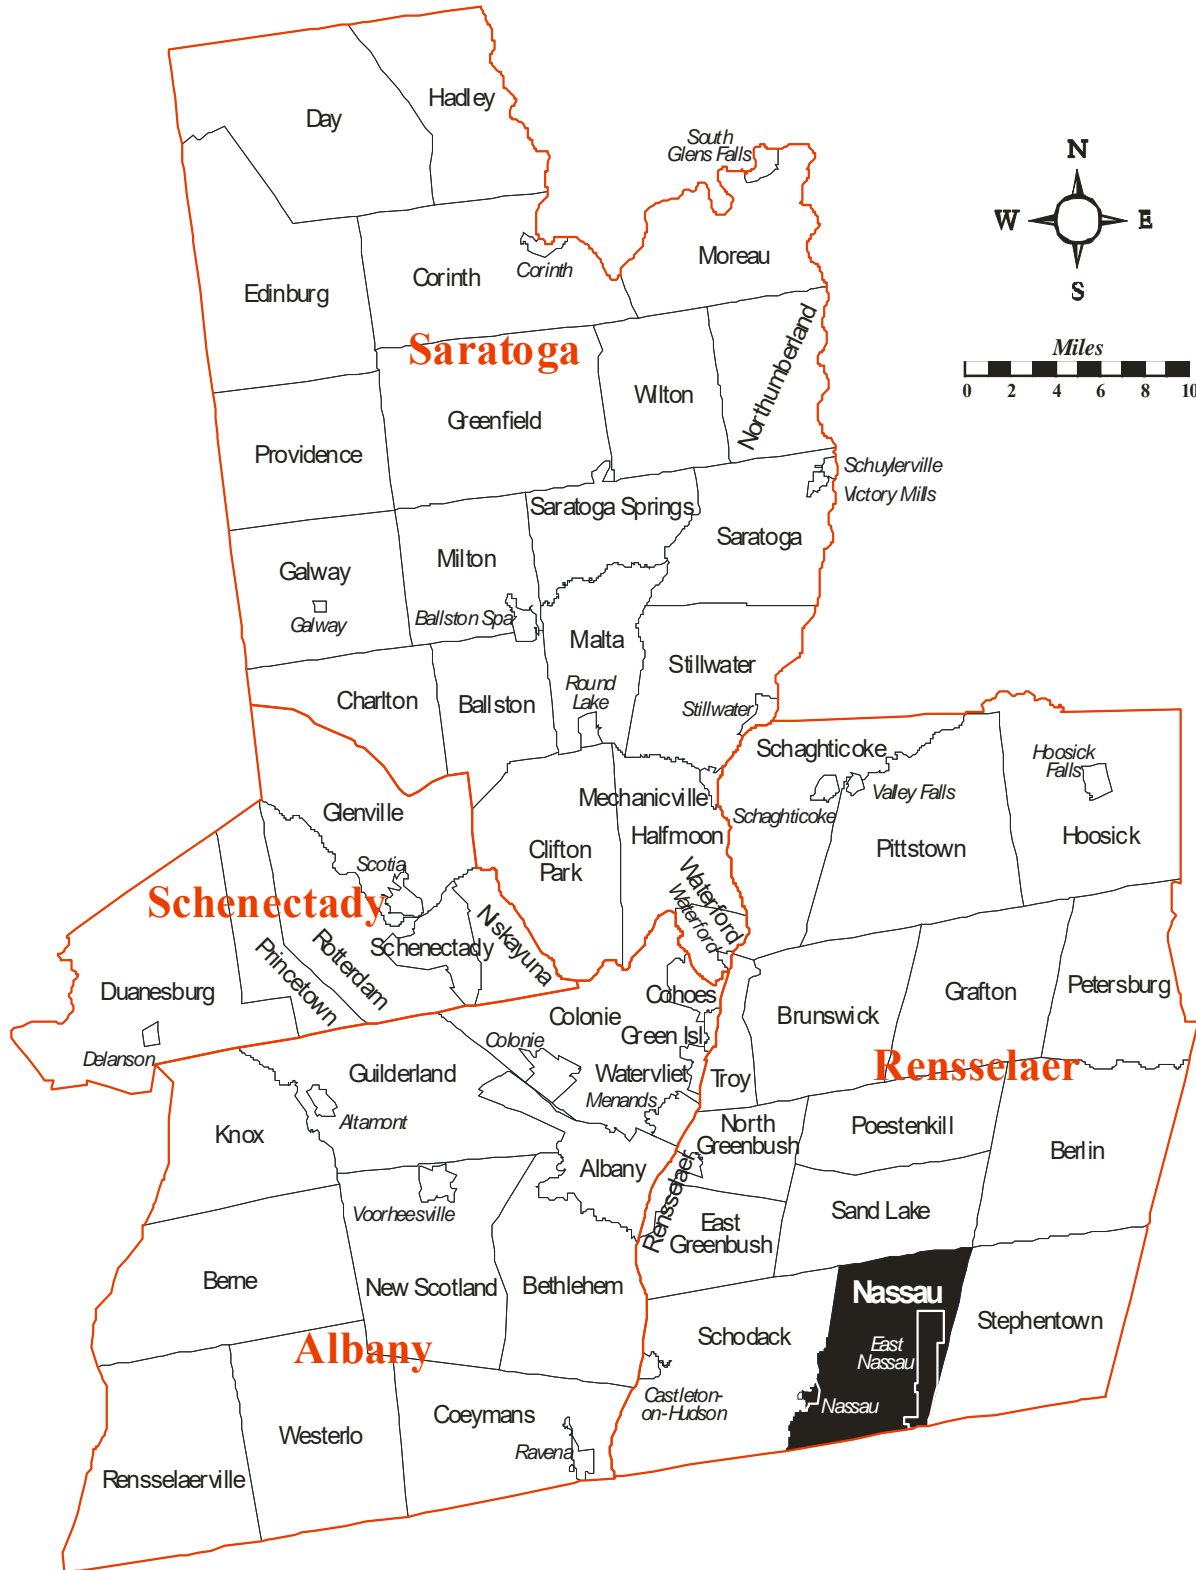 Hadley
Day
South
Glens Falls
N
W
E
S
Moreau
Corinth
Corinth
Edinburg
Saratoga
Northumberland
Miles
0 2 4 6 8 10
Wilton
Greenfield
Providence
Schuylerville
Victory Mills
Saratoga Springs
Saratoga
Milton
Galway
Galway
Ballston Spa
Malta
Stillwater
Round
Lake
Charlton
Ballston
Stillwater
Schaghticoke
Hoosick
Falls
Valley Falls
Schaghticoke
Mechanicville
Glenville
Halfmoon
Hoosick
Clifton
Park
Pittstown
Scotia
Waterford
Waterford
Schenectady
Niskayuna
Schenectady
Rotterdam
Princetown
Duanesburg
Cohoes
Grafton
Petersburg
Brunswick
Colonie
Green Isl.
Colonie
Delanson
Guilderland
Watervliet
Troy
Rensselaer
Menands
Altamont
Knox
North
Greenbush
Poestenkill
Berlin
Albany
Rensselaer
Voorheesville
Sand Lake
East
Greenbush
Berne
New Scotland
Bethlehem
Nassau
Stephentown
Schodack
East
Nassau
Albany
Castleton-
on-Hudson
Nassau
Coeymans
Westerlo
Ravena
Rensselaerville